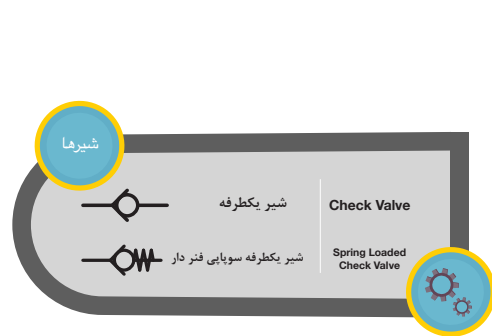 شیرها
شیر یکطرفه
Check Valve
شیر یکطرفه سوپاپی فنر دار
Spring Loaded
Check Valve